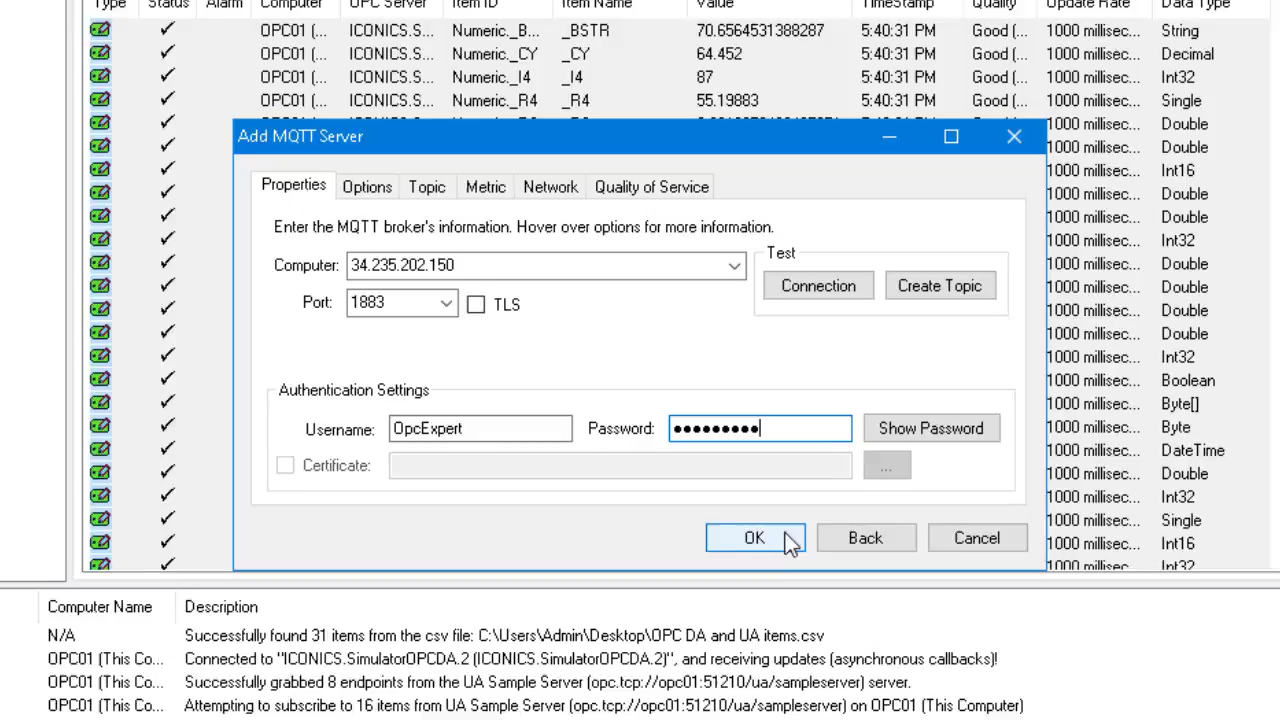 Type Status Alarm Computer OPC Server Item ID Item Name Value TimeStamp Quality Update Rate Data Type
OPC01 (... ICONICS.S... Numeric._B... _BSTR 70.6564531388287 5:40:31 PM Good (... 1000 millisec... String
OPC01 (... ICONICS.S... Numeric._CY _CY 64.452 5:40:31 PM Good (... 1000 millisec... Decimal
OPC01 (... ICONICS.S... Numeric._I4 _I4 87 5:40:31 PM Good (... 1000 millisec... Int32
OPC01 (... ICONICS.S... Numeric._R4 _R4 55.19883 5:40:31 PM Good (... 1000 millisec... Single
1000 millisec... Double
Add MQTT Server
1000 millisec... Double
1000 millisec... Int16
Properties Options Topic Metric Network Quality of Service
1000 millisec... Double
1000 millisec... Double
Enter the MQTT broker's information. Hover over options for more information.
1000 millisec... Int32
Test
Computer: 34.235.202.150
1000 millisec... Double
Connection Create Topic
1000 millisec... Double
Port: 1883 TLS
1000 millisec... Double
1000 millisec... Double
1000 millisec... Int32
1000 millisec... Boolean
Authentication Settings
1000 millisec... Byte[]
Username: OpcExpert Password: ●●●●●●●●● Show Password
1000 millisec... Byte
1000 millisec... DateTime
Certificate: ...
1000 millisec... Double
1000 millisec... Int32
1000 millisec... Single
OK Back Cancel
1000 millisec... Int16
1000 millisec... Int32
Computer Name Description
N/A Successfully found 31 items from the csv file: C:\Users\Admin\Desktop\OPC DA and UA items.csv
OPC01 (This Co... Connected to "ICONICS.SimulatorOPCDA.2 (ICONICS.SimulatorOPCDA.2)", and receiving updates (asynchronous callbacks)!
OPC01 (This Co... Successfully grabbed 8 endpoints from the UA Sample Server (opc.tcp://opc01:51210/ua/sampleserver) server.
OPC01 (This Co... Attempting to subscribe to 16 items from UA Sample Server (opc.tcp://opc01:51210/ua/sampleserver) on OPC01 (This Computer)